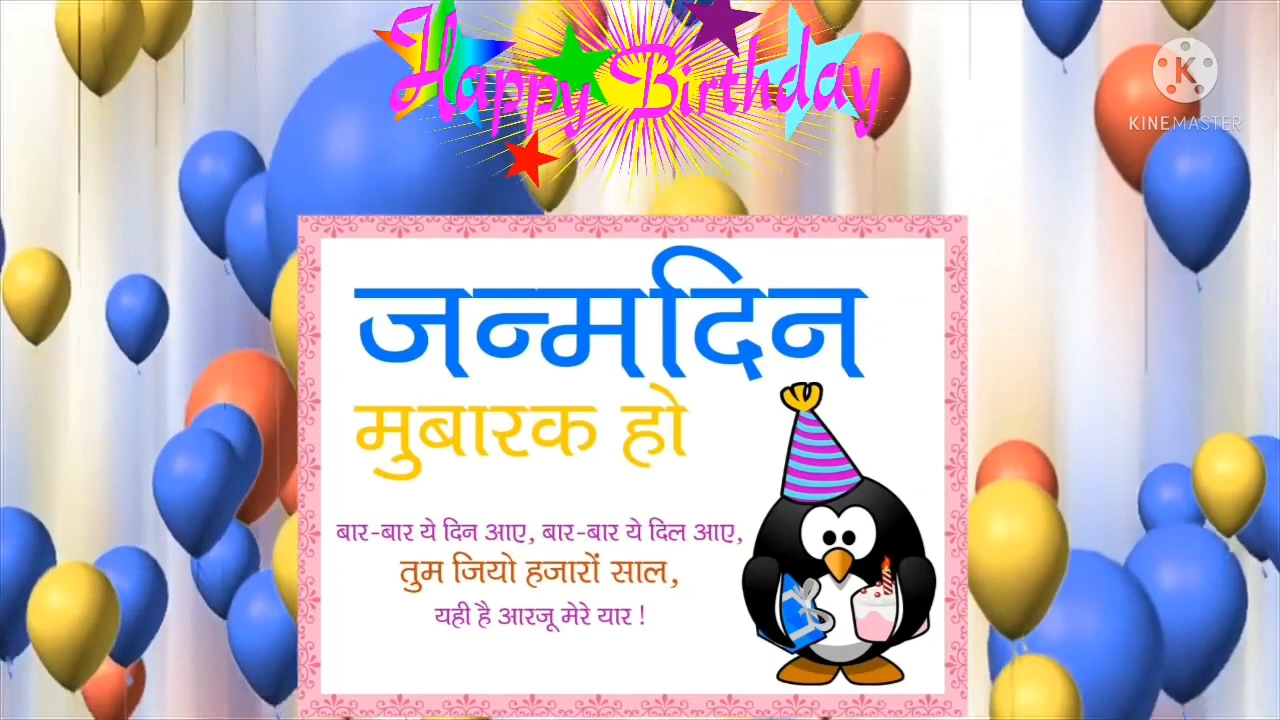 Happy Birthday
K
KINEMASTER
जन्मदिन
मुबारक हो
बार-बार ये दिन आए, बार-बार ये दिल आए,
तुम जियो हजारों साल,
यही है आरजू मेरे यार !